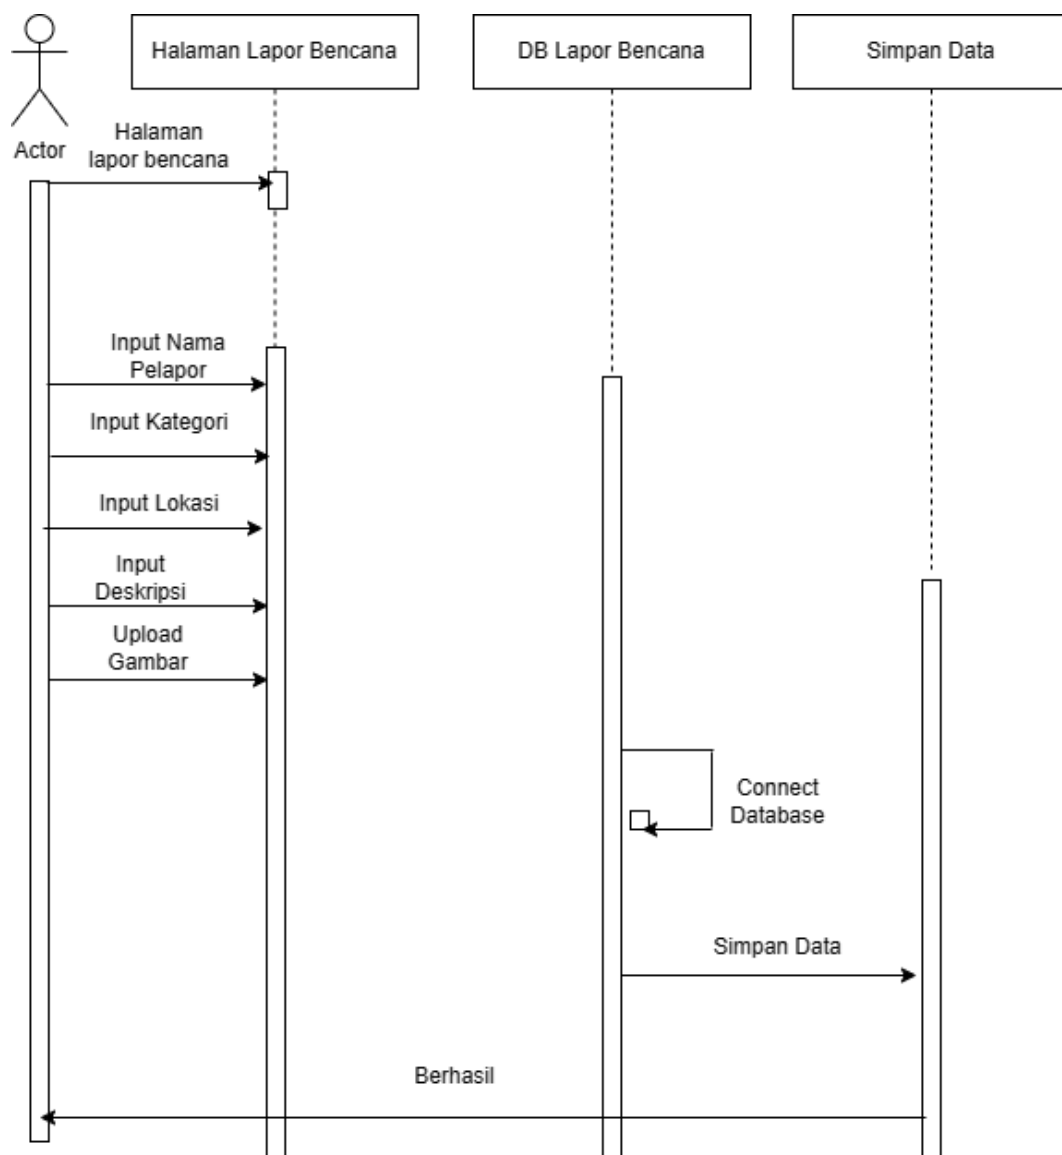 Halaman Lapor Bencana
DB Lapor Bencana
Simpan Data
Actor
Halaman
lapor bencana
Input Nama
Pelapor
Input Kategori
Input Lokasi
Input
Deskripsi
Upload
Gambar
Connect
Database
Simpan Data
Berhasil